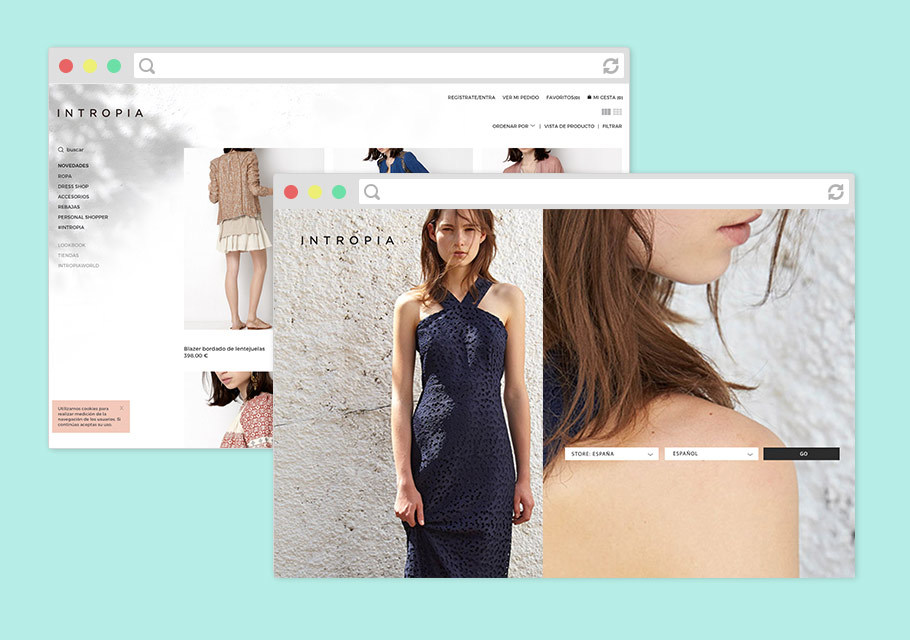 REGISTRATE/ENTRA VER MI PEDIDO FAVORITOS(0) MI CESTA (0)
INTROPIA
ORDENAR POR | VISTA DE PRODUCTO | FILTRAR
buscar
NOVEDADES
ROPA
DRESS SHOP
ACCESORIOS
REBAJAS
PERSONAL SHOPPER
#INTROPIA
LOOKBOOK
TIENDAS
INTROPIAWORLD
Blazer bordado de lentejuelas
398,00 €
Utilizamos cookies para
realizar medición de la
navegación de los usuarios. Si
continúas aceptas su uso.
INTROPIA
STORE: ESPAÑA
ESPAÑOL
GO